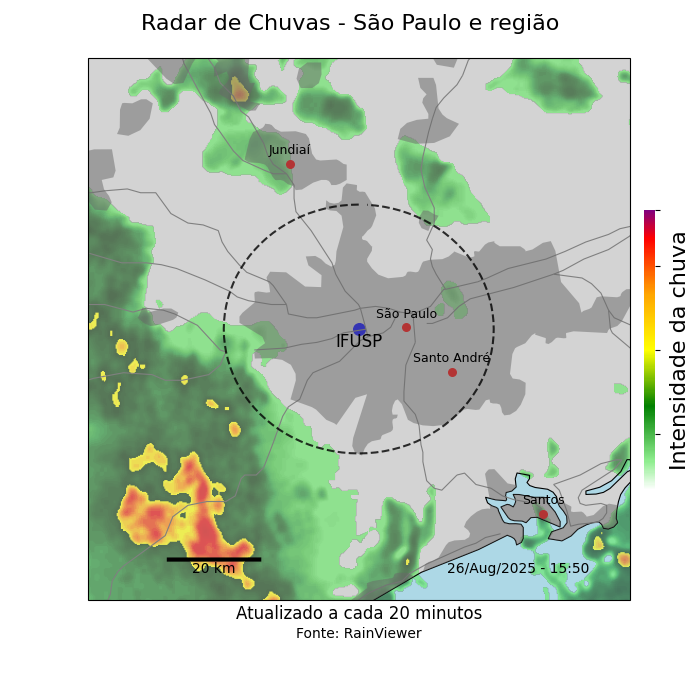 Radar de Chuvas - São Paulo e região
Jundiaí
São Paulo
IFUSP
Santo André
Santos
20 km
26/Aug/2025 - 15:50
Intensidade da chuva
Atualizado a cada 20 minutos
Fonte: RainViewer